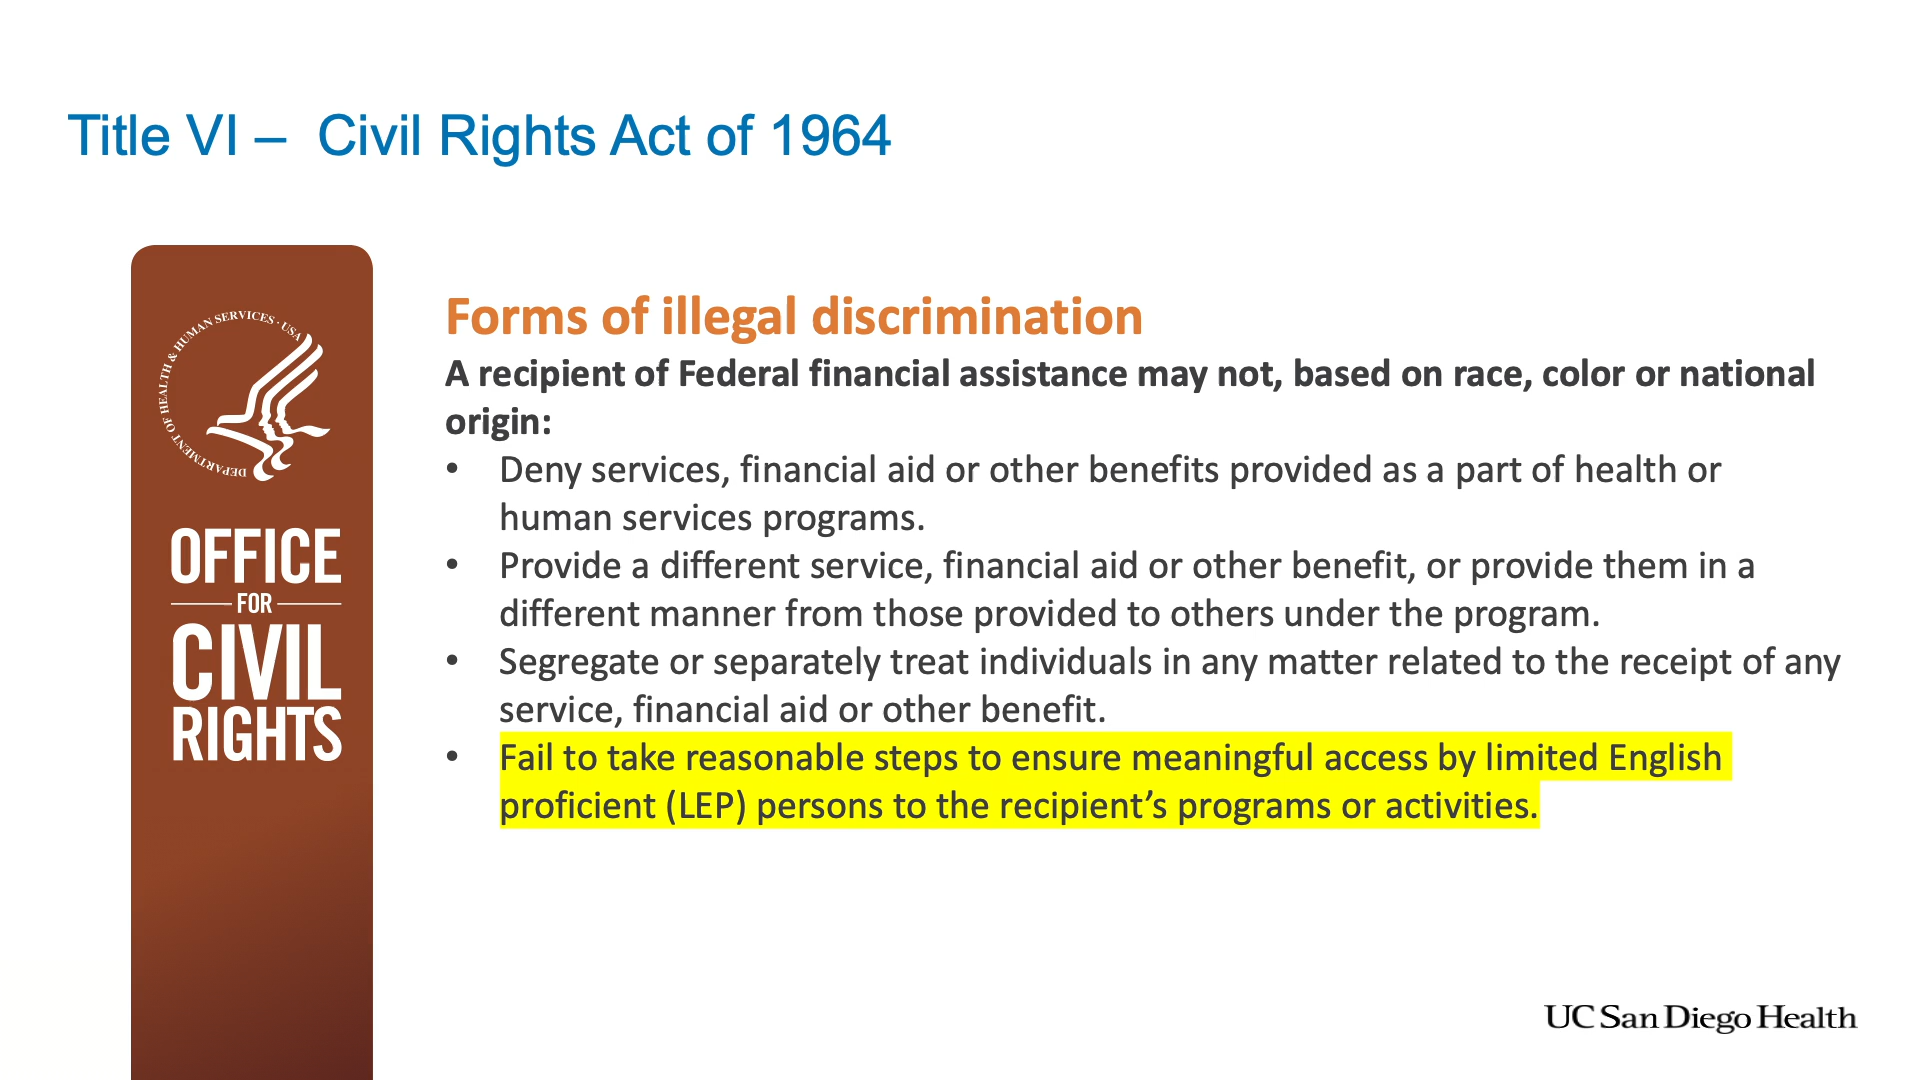 Title VI –  Civil Rights Act of 1964
DEPARTMENT OF HEALTH & HUMAN SERVICES · USA
OFFICE
FOR
CIVIL
RIGHTS
Forms of illegal discrimination
A recipient of Federal financial assistance may not, based on race, color or national
origin:
• Deny services, financial aid or other benefits provided as a part of health or
human services programs.
• Provide a different service, financial aid or other benefit, or provide them in a
different manner from those provided to others under the program.
• Segregate or separately treat individuals in any matter related to the receipt of any
service, financial aid or other benefit.
• Fail to take reasonable steps to ensure meaningful access by limited English
proficient (LEP) persons to the recipient’s programs or activities.
UC San Diego Health